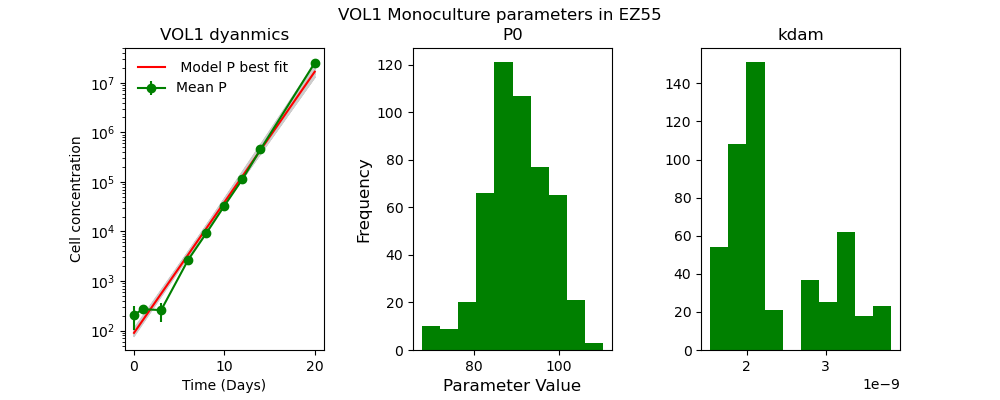 VOL1 Monoculture parameters in EZ55
VOL1 dyanmics
Model P best fit
Mean P
10^7
10^6
10^5
10^4
10^3
10^2
Cell concentration
0 10 20
Time (Days)
P0
120
100
80
60
40
20
0
Frequency
80 100
Parameter Value
kdam
140
120
100
80
60
40
20
0
2 3
1e−9